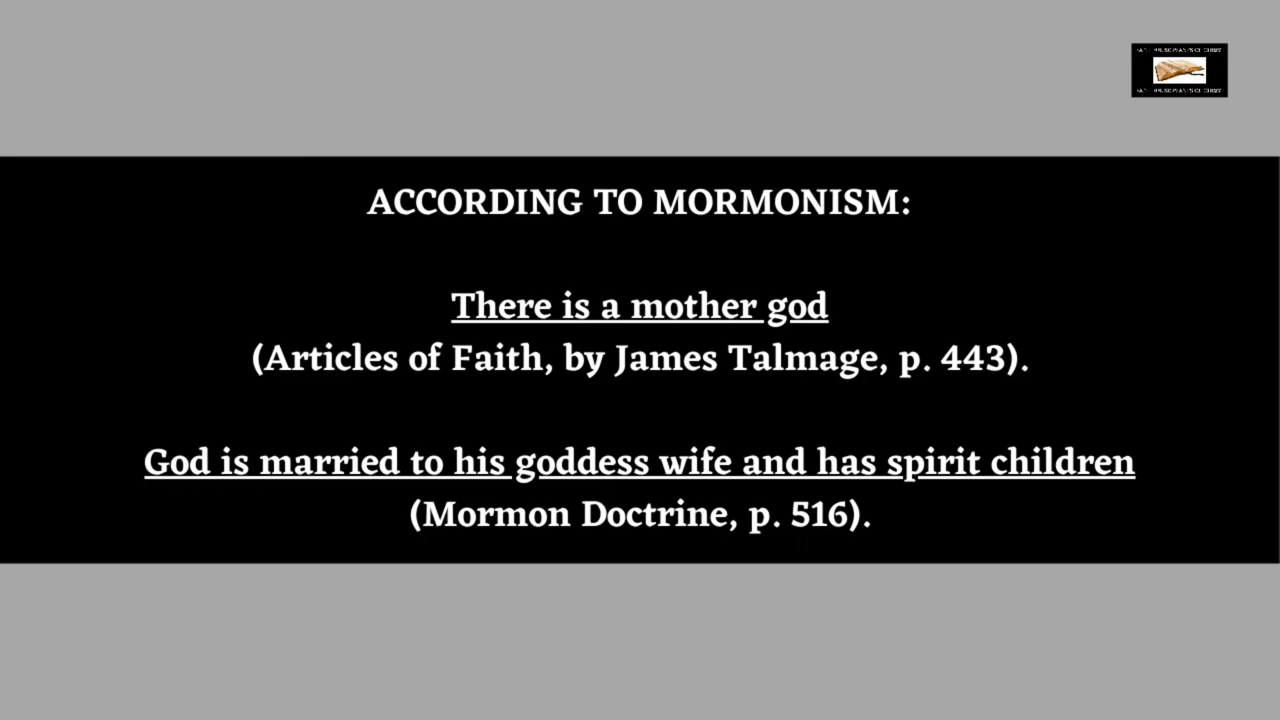 ACCORDING TO MORMONISM:
There is a mother god
(Articles of Faith, by James Talmage, p. 443).
God is married to his goddess wife and has spirit children
(Mormon Doctrine, p. 516).